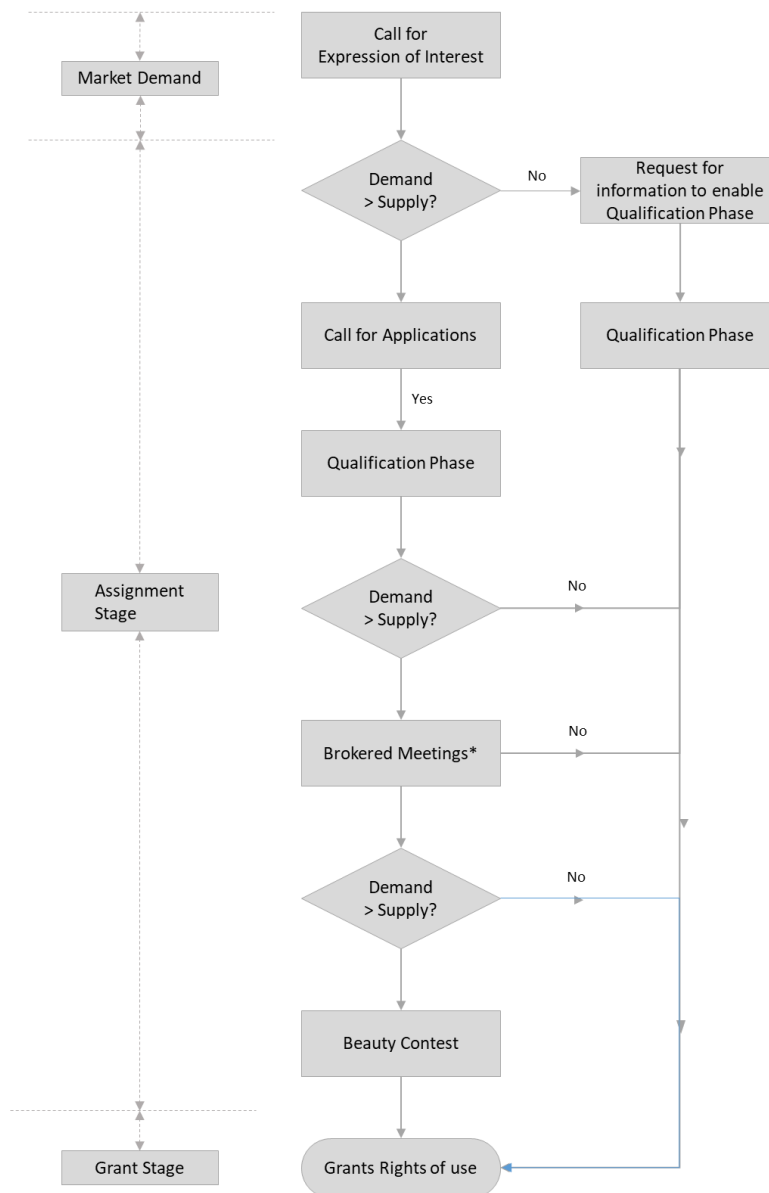 Call for
Expression of Interest
Market Demand
Demand
> Supply?
No
Request for
information to enable
Qualification Phase
Call for Applications
Qualification Phase
Yes
Qualification Phase
Assignment
Stage
Demand
> Supply?
No
Brokered Meetings*
No
Demand
> Supply?
No
Beauty Contest
Grant Stage
Grants Rights of use